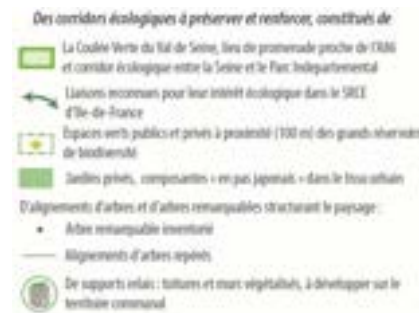 Des corridors écologiques à préserver et renforcer, constitués de
La Coulée Verte du Val de Seine, lieu de promenade proche de l'A86
et corridor écologique entre la Seine et le Parc Indepartemental
Liaisons reconnues pour leur intérêt écologique dans le SRCE
d'Ile-de-France
Espaces verts publics et privés à proximité (100 m) des grands réservoirs
de biodiversité
Jardins privés, composantes « en pas japonais » dans le tissu urbain
D'alignements d'arbres et d'arbres remarquables structurant le paysage :
Arbre remarquable inventorié
Alignements d'arbres repérés
De supports relais : toitures et murs végétalisés, à développer sur le
territoire communal